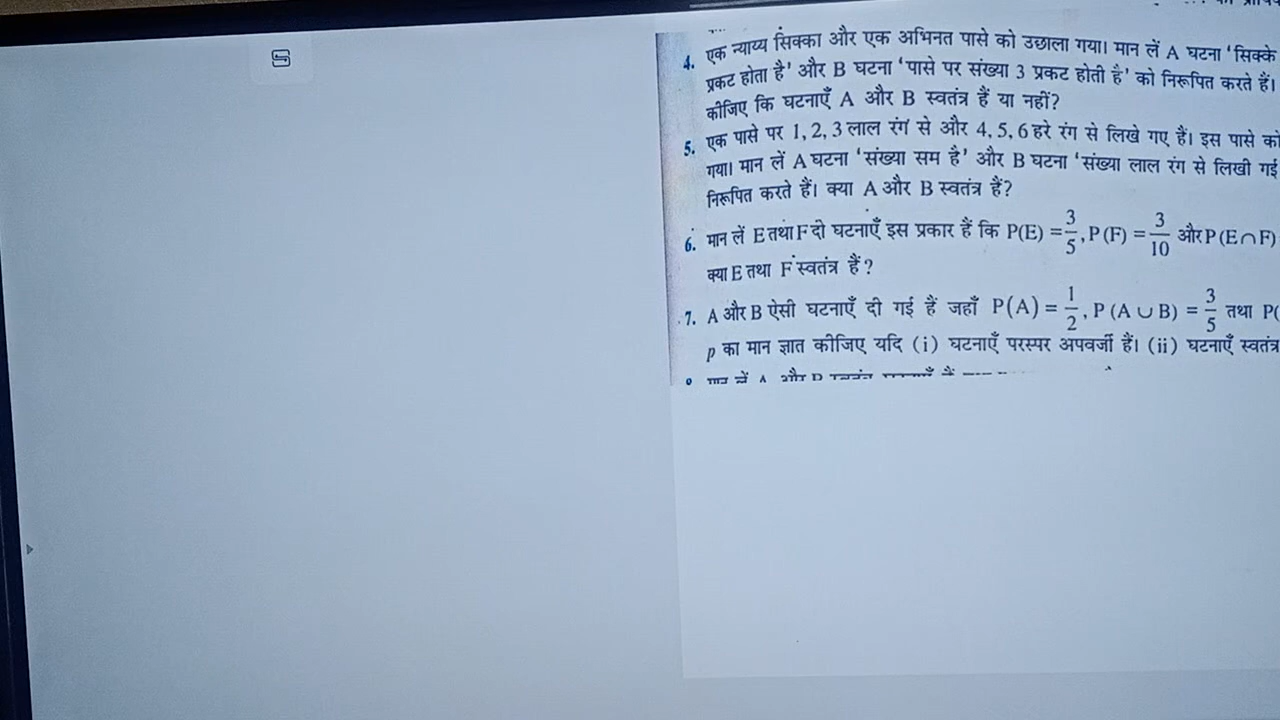 4. एक न्याय्य सिक्का और एक अभिनत पासे को उछाला गया। मान लें A घटना ‘सिक्के
प्रकट होता है’ और B घटना ‘पासे पर संख्या 3 प्रकट होती है’ को निरूपित करते हैं।
कीजिए कि घटनाएँ A और B स्वतंत्र हैं या नहीं?
5. एक पासे पर 1, 2, 3 लाल रंग से और 4, 5, 6 हरे रंग से लिखे गए हैं। इस पासे को
गया। मान लें A घटना ‘संख्या सम है’ और B घटना ‘संख्या लाल रंग से लिखी गई
निरूपित करते हैं। क्या A और B स्वतंत्र हैं?
6. मान लें E तथा F दो घटनाएँ इस प्रकार हैं कि P(E) = 3/5, P(F) = 3/10 और P(E∩F)
क्या E तथा F स्वतंत्र हैं?
7. A और B ऐसी घटनाएँ दी गई हैं जहाँ P(A) = 1/2, P(A ∪ B) = 3/5 तथा P(
p का मान ज्ञात कीजिए यदि (i) घटनाएँ परस्पर अपवर्जी हैं। (ii) घटनाएँ स्वतंत्र